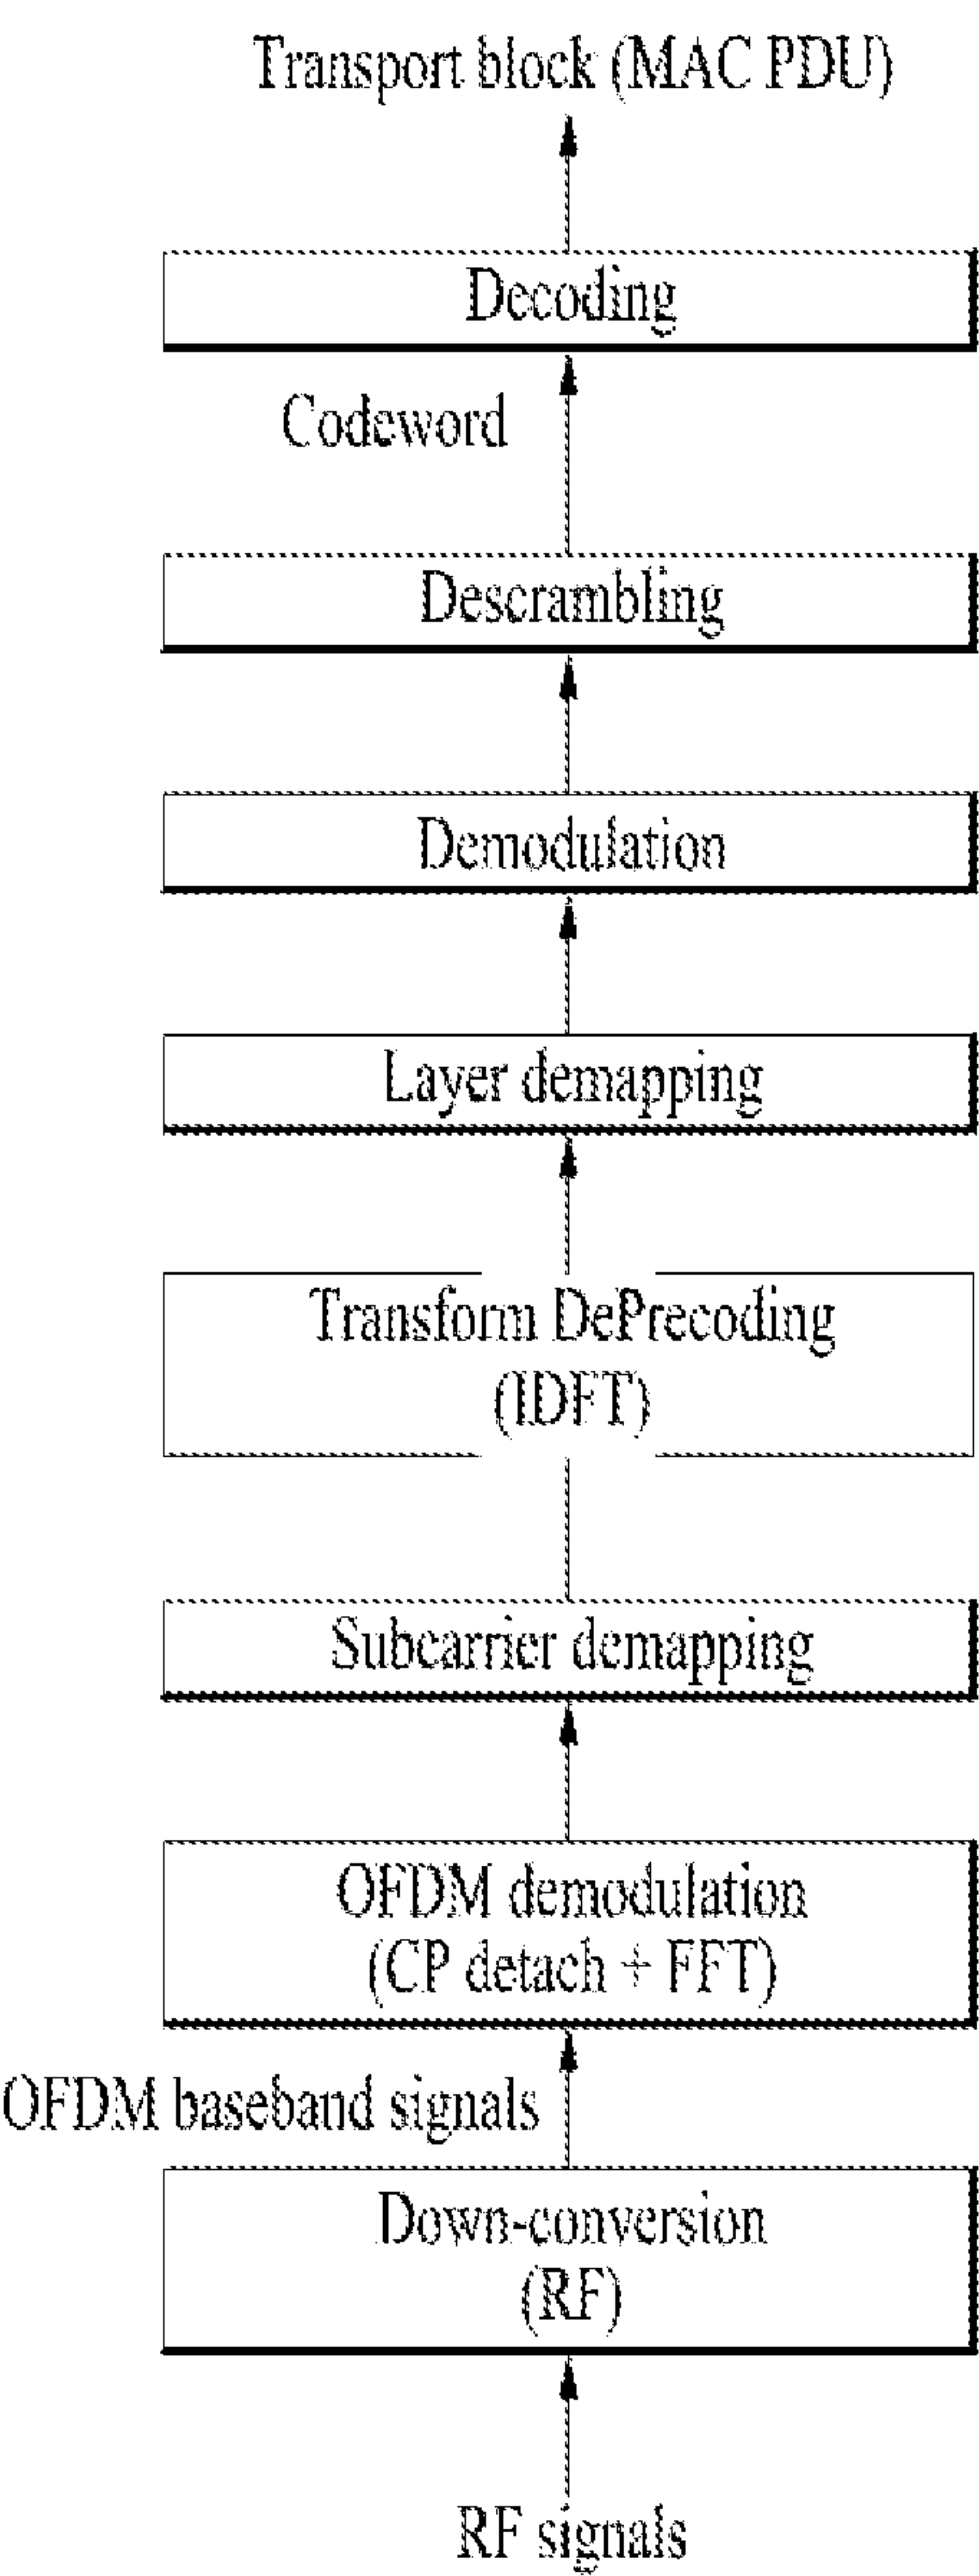 Transport block (MAC PDU)
Decoding
Codeword
Descrambling
Demodulation
Layer demapping
Transform DePrecoding
(IDFT)
Subcarrier demapping
OFDM demodulation
(CP detach + FFT)
OFDM baseband signals
Down-conversion
(RF)
RF signals